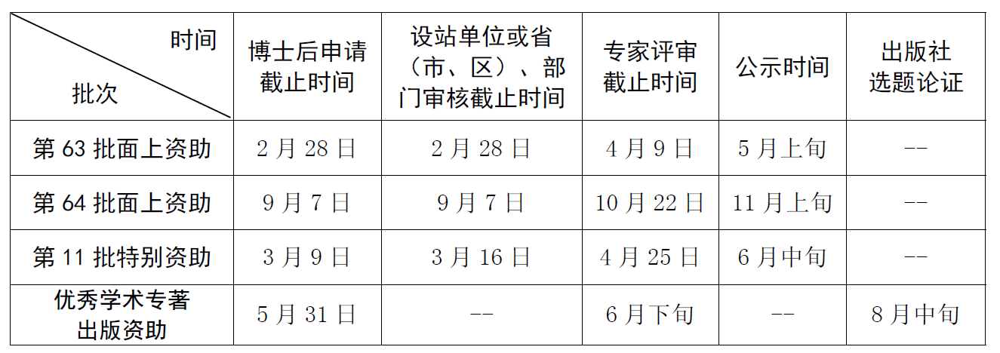 时间
批次
博士后申请
截止时间
设站单位或省
（市、区）、部
门审核截止时间
专家评审
截止时间
公示时间
出版社
选题论证
第 63 批面上资助
2 月 28 日
2 月 28 日
4 月 9 日
5 月上旬
--
第 64 批面上资助
9 月 7 日
9 月 7 日
10 月 22 日
11 月上旬
--
第 11 批特别资助
3 月 9 日
3 月 16 日
4 月 25 日
6 月中旬
--
优秀学术专著
出版资助
5 月 31 日
--
6 月下旬
--
8 月中旬